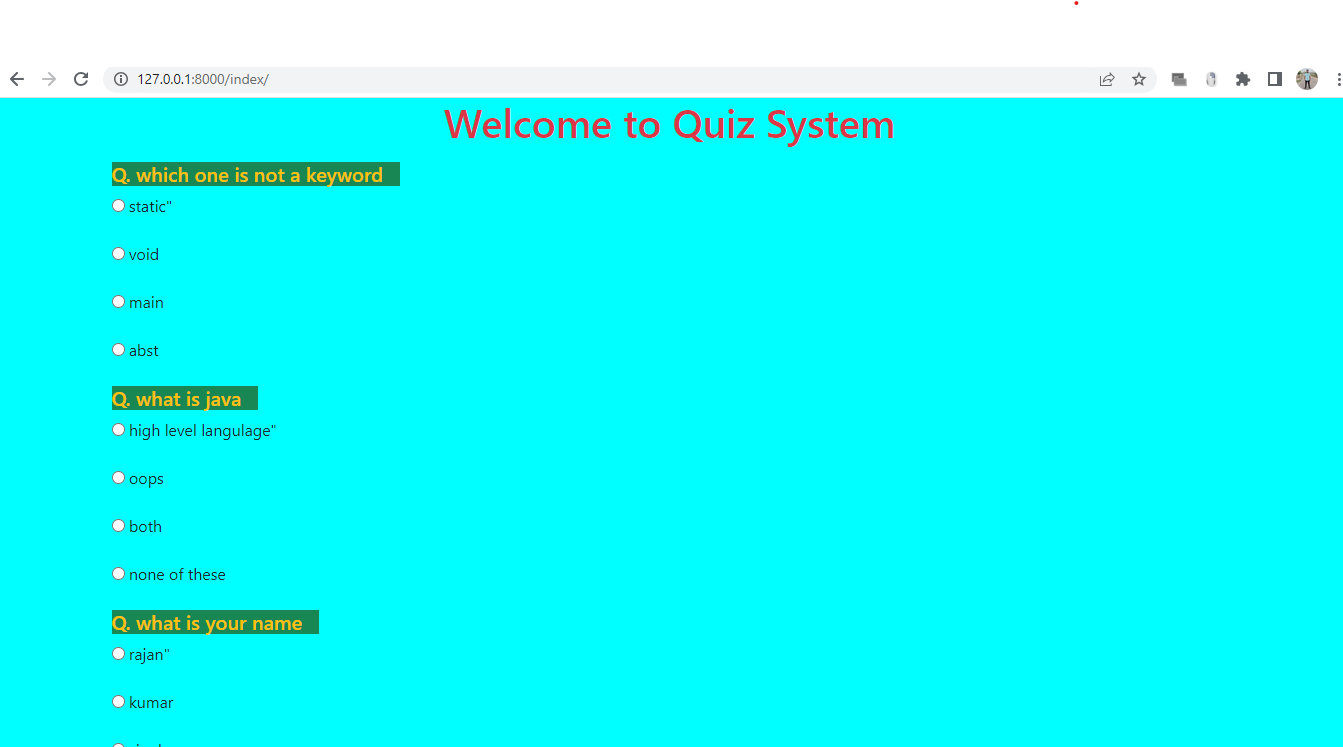 127.0.0.1:8000/index/
Welcome to Quiz System
Q. which one is not a keyword
static"
void
main
abst
Q. what is java
high level langulage"
oops
both
none of these
Q. what is your name
rajan"
kumar